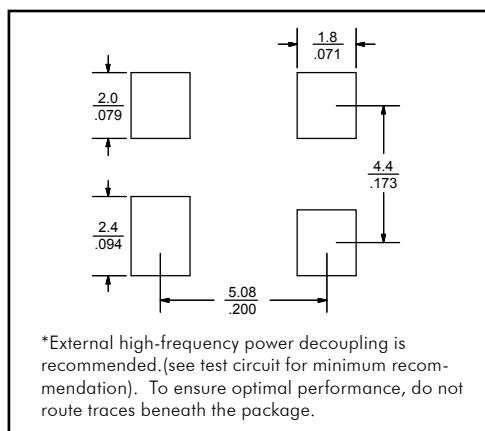 1.8
.071
2.0
.079
4.4
.173
2.4
.094
5.08
.200
*External high-frequency power decoupling is
recommended.(see test circuit for minimum recom-
mendation).  To ensure optimal performance, do not
route traces beneath the package.